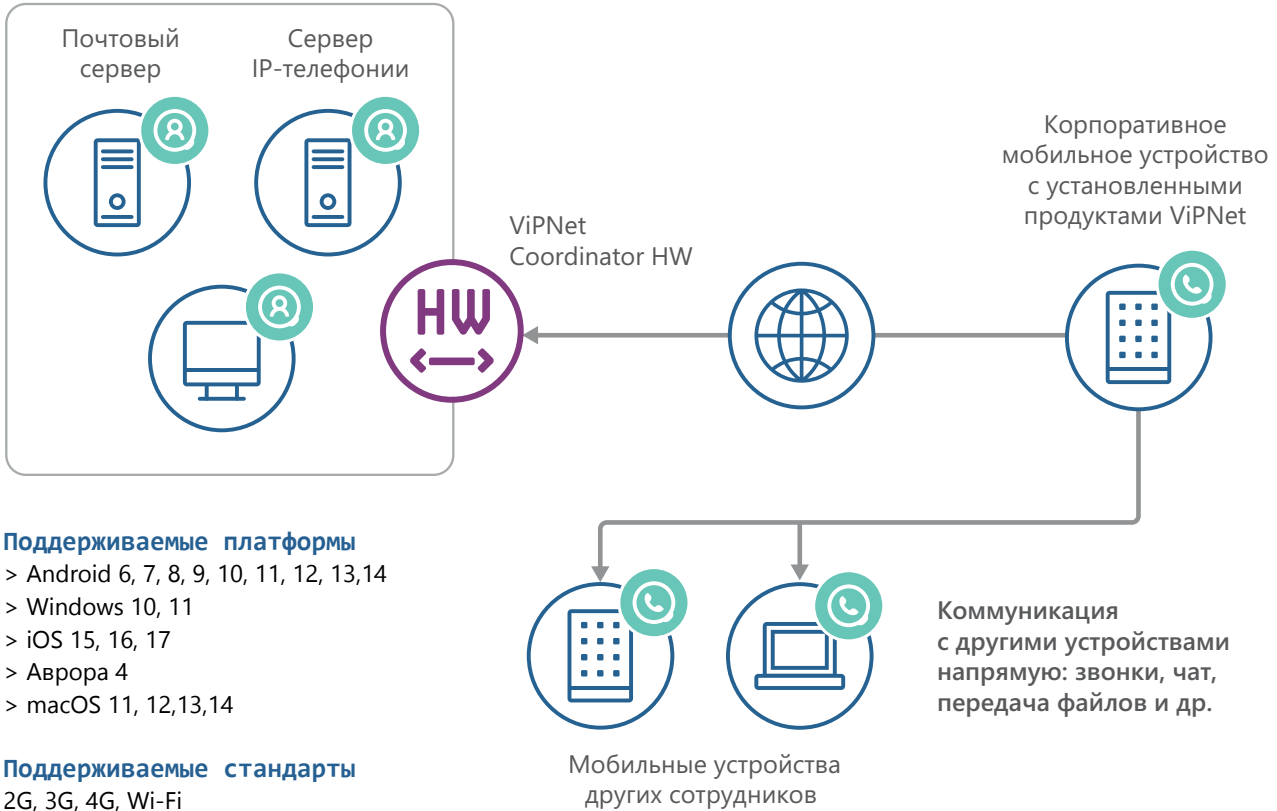 Почтовый
сервер
Сервер
IP-телефонии
ViPNet
Coordinator HW
HW
Корпоративное
мобильное устройство
с установленными
продуктами ViPNet
Поддерживаемые платформы
> Android 6, 7, 8, 9, 10, 11, 12, 13,14
> Windows 10, 11
> iOS 15, 16, 17
> Аврора 4
> macOS 11, 12,13,14
Поддерживаемые стандарты
2G, 3G, 4G, Wi-Fi
Коммуникация
с другими устройствами
напрямую: звонки, чат,
передача файлов и др.
Мобильные устройства
других сотрудников